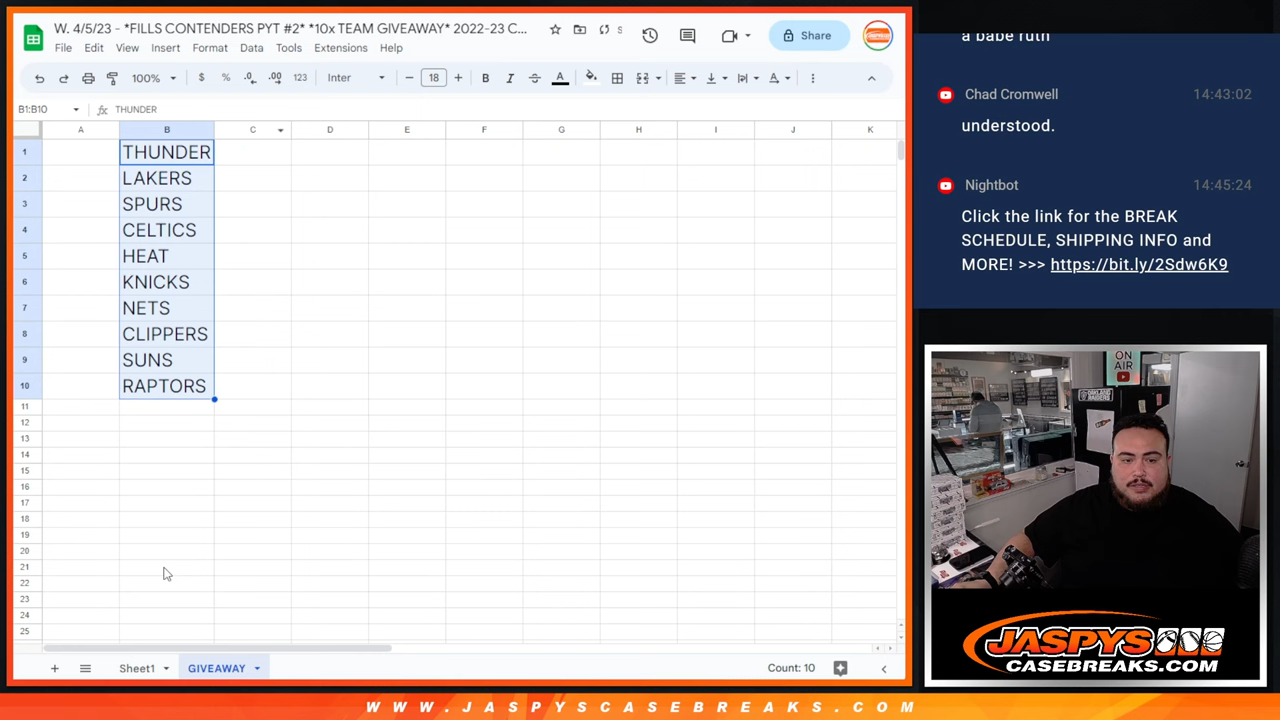 W. 4/5/23 - *FILLS CONTENDERS PYT #2* *10x TEAM GIVEAWAY* 2022-23 C...
S
Share
File Edit View Insert Format Data Tools Extensions Help
100% $ % .0 .00 123 Inter - 18 + B I S A
B1:B10 fx THUNDER
A B C D E F G H I J K
1 THUNDER
2 LAKERS
3 SPURS
4 CELTICS
5 HEAT
6 KNICKS
7 NETS
8 CLIPPERS
9 SUNS
10 RAPTORS
11
12
13
14
15
16
17
18
19
20
21
22
23
24
25
+ Sheet1 GIVEAWAY Count: 10
a babe ruth
Chad Cromwell 14:43:02
understood.
Nightbot 14:45:24
Click the link for the BREAK
SCHEDULE, SHIPPING INFO and
MORE! >>> https://bit.ly/2Sdw6K9
ON
AIR
JASPYS
CASEBREAKS.COM
WWW.JASPYSCASEBREAKS.COM